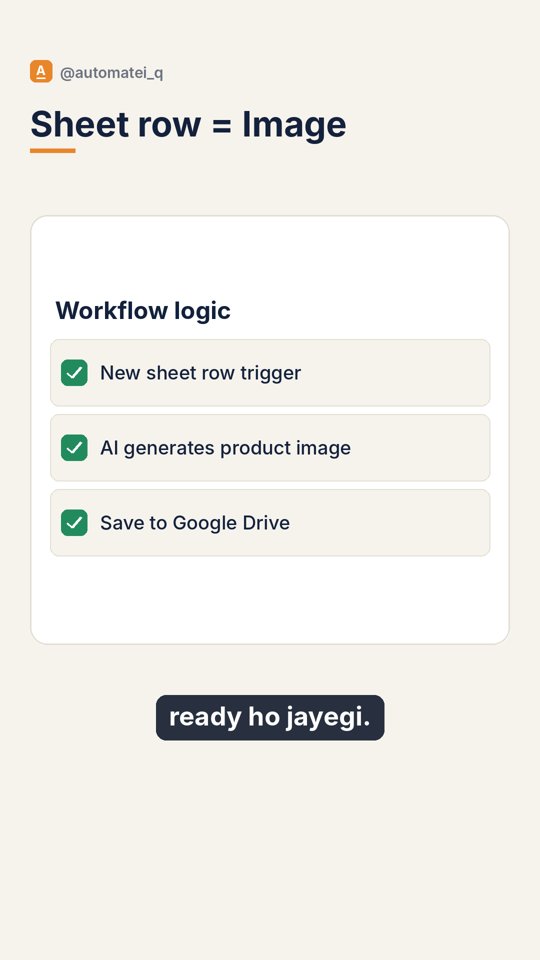 A
@automatei_q
Sheet row = Image
Workflow logic
New sheet row trigger
AI generates product image
Save to Google Drive
ready ho jayegi.